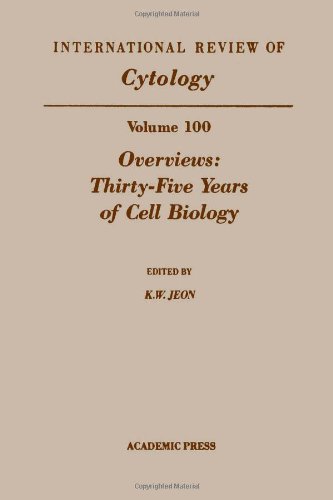 INTERNATIONAL REVIEW OF
Cytology
Volume 100
Overviews:
Thirty-Five Years
of Cell Biology
EDITED BY
K.W. JEON
ACADEMIC PRESS